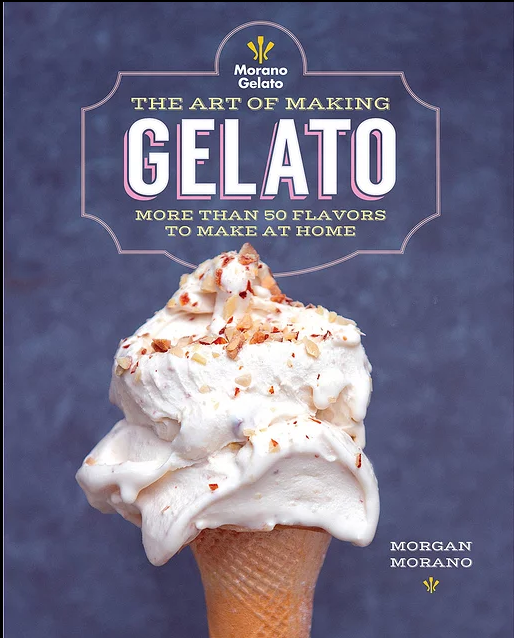 Morano
Gelato
THE ART OF MAKING
GELATO
MORE THAN 50 FLAVORS
TO MAKE AT HOME
MORGAN
MORANO